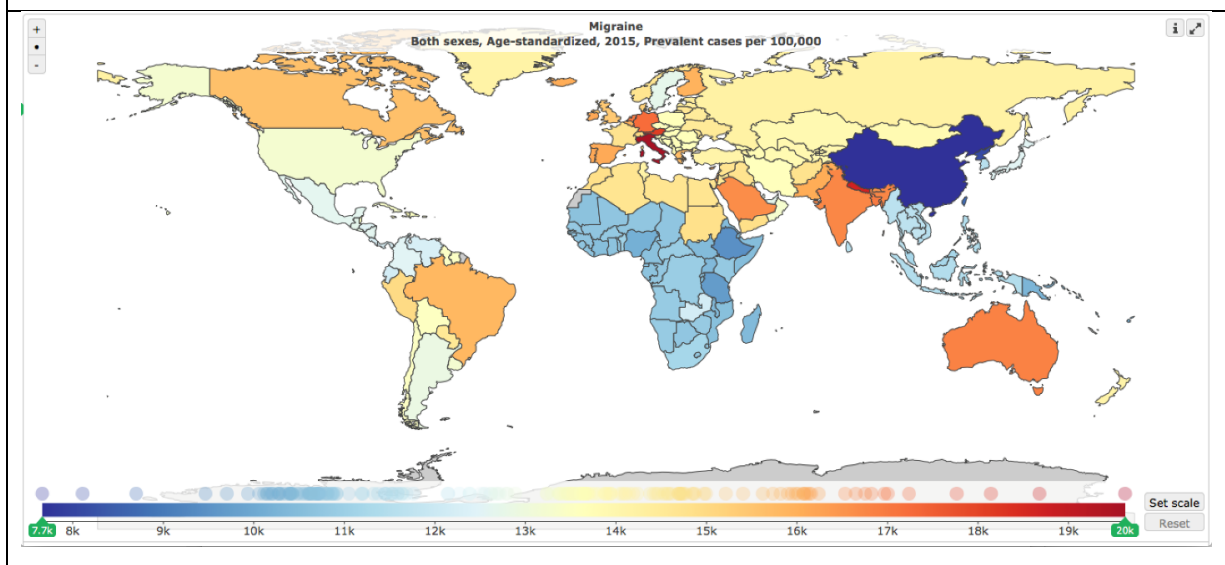 Migraine
Both sexes, Age-standardized, 2015, Prevalent cases per 100,000
+
•
-
i
7.7k 8k 9k 10k 11k 12k 13k 14k 15k 16k 17k 18k 19k 20k
Set scale
Reset